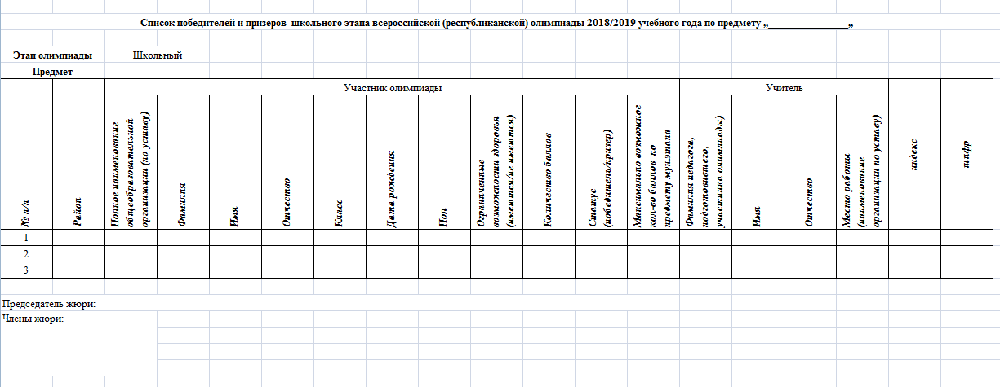 Список победителей и призеров школьного этапа всероссийской (республиканской) олимпиады 2018/2019 учебного года по предмету „________________„
Этап олимпиады Школьный
Предмет
Участник олимпиады
Учитель
№ п/п
Район
Полное наименование
общеобразовательной
организации (по уставу)
Фамилия
Имя
Отчество
Класс
Дата рождения
Пол
Ограниченные
возможности здоровья
(имеются/не имеются)
Количество баллов
Статус
(победитель/призер)
Максимально возможное
кол-во баллов по
предмету мунэтапа
Фамилия педагога,
подготовившего,
участника олимпиады)
Имя
Отчество
Место работы
(наименование
организации по уставу)
индекс
шифр
1
2
3
Председатель жюри:
Члены жюри: